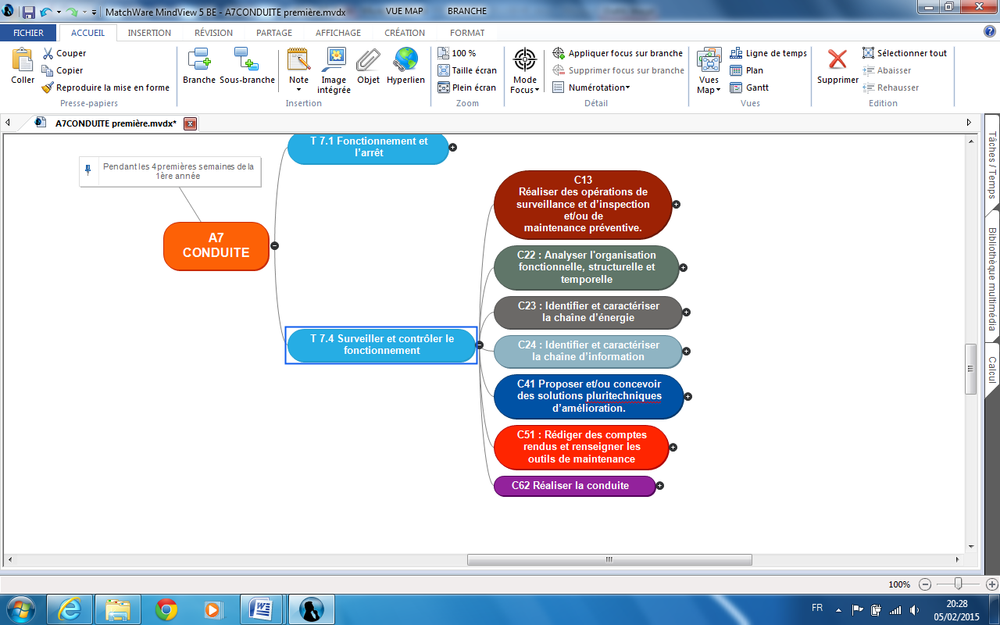 MatchWare MindView 5 BE - A7CONDUITE première.mvdx
VUE MAP
BRANCHE
FICHIER
ACCUEIL
INSERTION
RÉVISION
PARTAGE
AFFICHAGE
CRÉATION
FORMAT
Coller
Couper
Copier
Reproduire la mise en forme
Presse-papiers
Branche
Sous-branche
Note
Image
intégrée
Objet
Hyperlien
Insertion
100 %
Taille écran
Plein écran
Zoom
Mode
Focus
Appliquer focus sur branche
Supprimer focus sur branche
Numérotation
Détail
Vues
Map
Ligne de temps
Plan
Gantt
Vues
Supprimer
Sélectionner tout
Abaisser
Rehausser
Edition
A7CONDUITE première.mvdx*
T 7.1 Fonctionnement et
l'arrêt
Pendant les 4 premières semaines de la
1ère année
A7
CONDUITE
T 7.4 Surveiller et contrôler le
fonctionnement
C13
Réaliser des opérations de
surveillance et d'inspection
et/ou de
maintenance préventive.
C22 : Analyser l'organisation
fonctionnelle, structurelle et
temporelle
C23 : Identifier et caractériser
la chaîne d'énergie
C24 : Identifier et caractériser
la chaîne d'information
C41 Proposer et/ou concevoir
des solutions pluritechniques
d'amélioration.
C51 : Rédiger des comptes
rendus et renseigner les
outils de maintenance
C62 Réaliser la conduite
Tâches / Temps
Bibliothèque multimédia
Calcul
100%
FR
20:28
05/02/2015